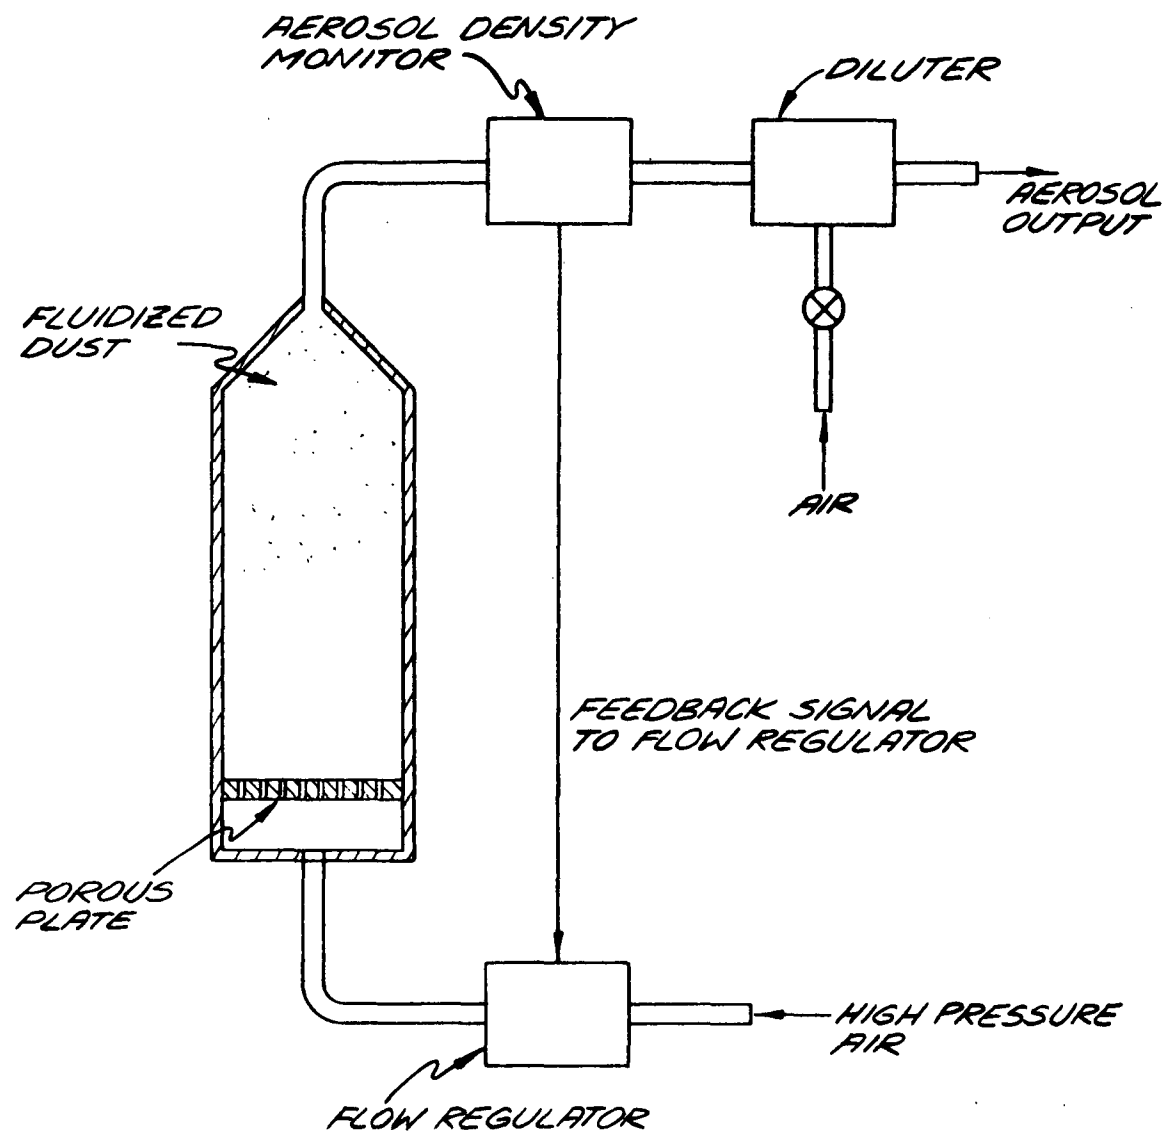 AEROSOL DENSITY
MONITOR
DILUTER
AEROSOL
OUTPUT
FLUIDIZED
DUST
AIR
FEEDBACK SIGNAL
TO FLOW REGULATOR
POROUS
PLATE
HIGH PRESSURE
AIR
FLOW REGULATOR